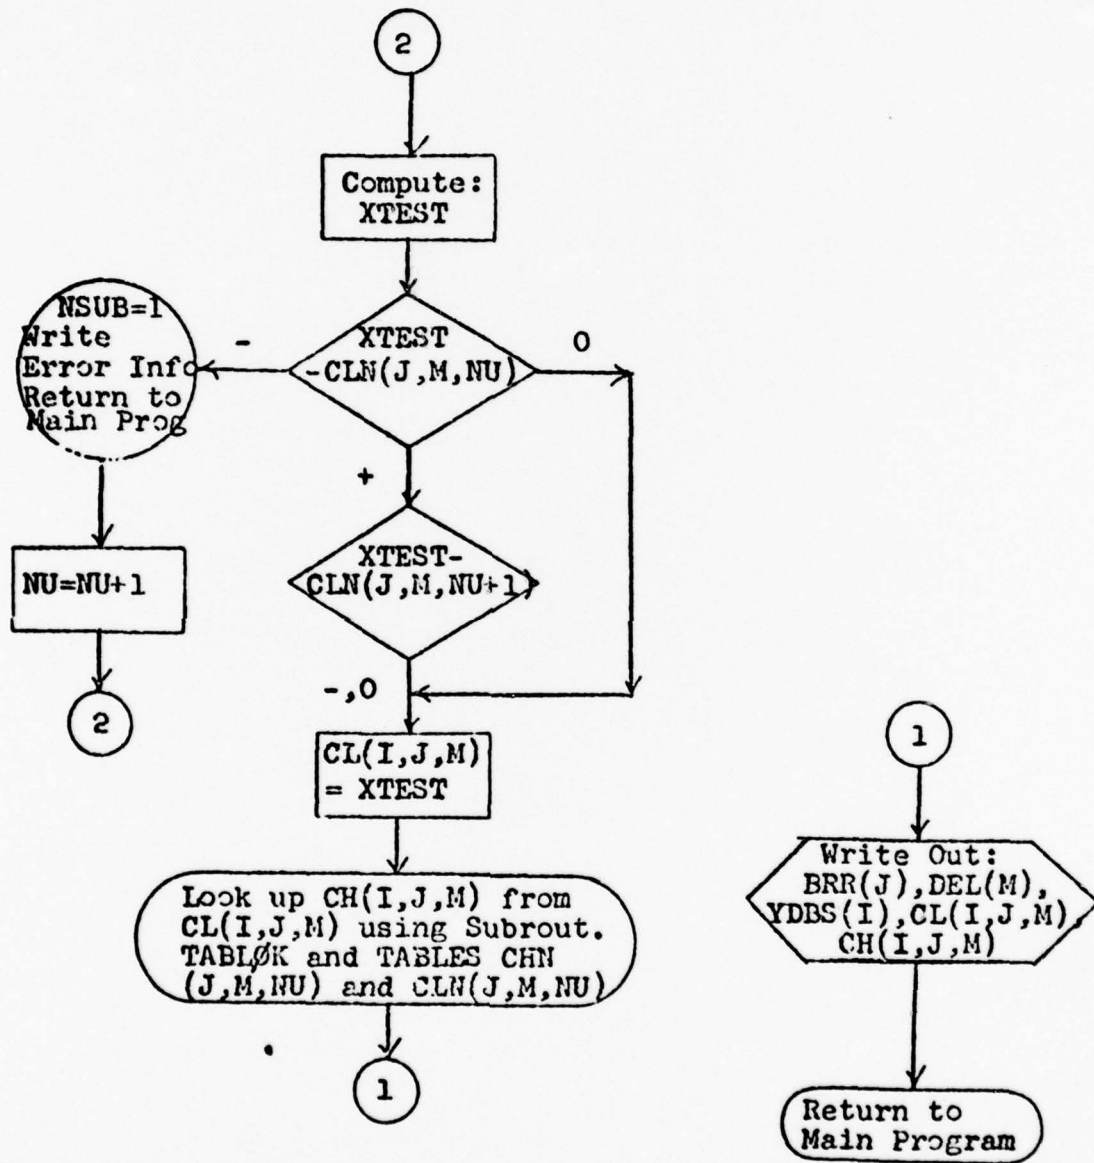 2
Compute:
XTEST
XTEST
-CLN(J,M,NU)
-
0
+
NSUB=1
Write
Error Info
Return to
Main Prog
NU=NU+1
2
XTEST-
CLN(J,M,NU+1)
-,0
CL(I,J,M)
= XTEST
Look up CH(I,J,M) from
CL(I,J,M) using Subrout.
TABLØK and TABLES CHN
(J,M,NU) and CLN(J,M,NU)
1
1
Write Out:
BRR(J),DEL(M),
YDBS(I),CL(I,J,M),
CH(I,J,M)
Return to
Main Program